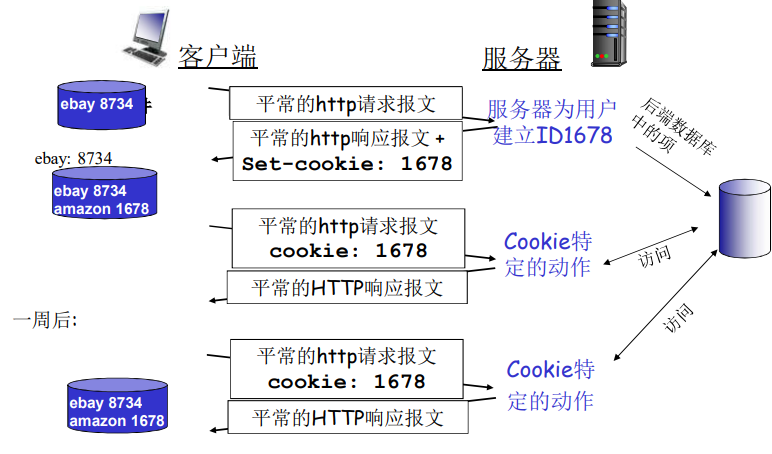 客户端
服务器
ebay 8734
平常的http请求报文
服务器为用户
建立ID1678
后端数据库
中的项
平常的http响应报文 +
Set-cookie: 1678
ebay: 8734
ebay 8734
amazon 1678
平常的http请求报文
cookie: 1678
Cookie特
定的动作
访问
平常的HTTP响应报文
一周后:
访问
平常的http请求报文
cookie: 1678
Cookie特
定的动作
ebay 8734
amazon 1678
平常的HTTP响应报文